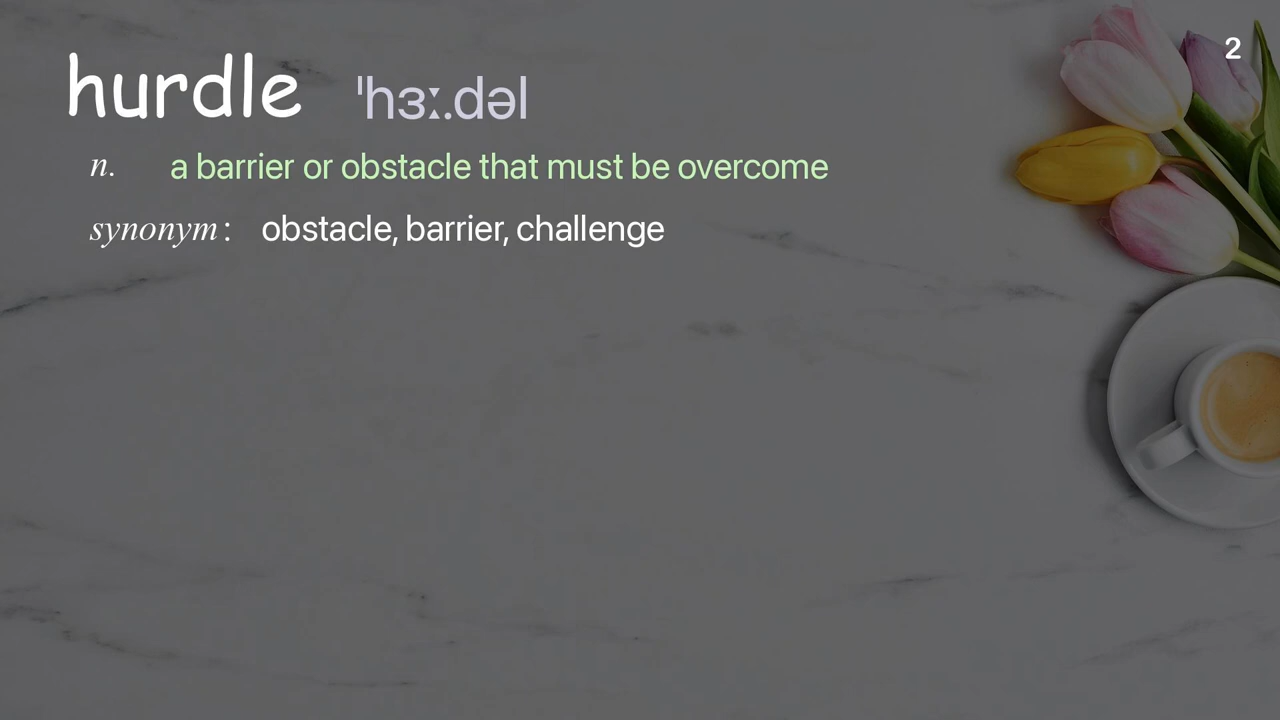 hurdle ˈhɜː.dəl
2
n. a barrier or obstacle that must be overcome
synonym: obstacle, barrier, challenge